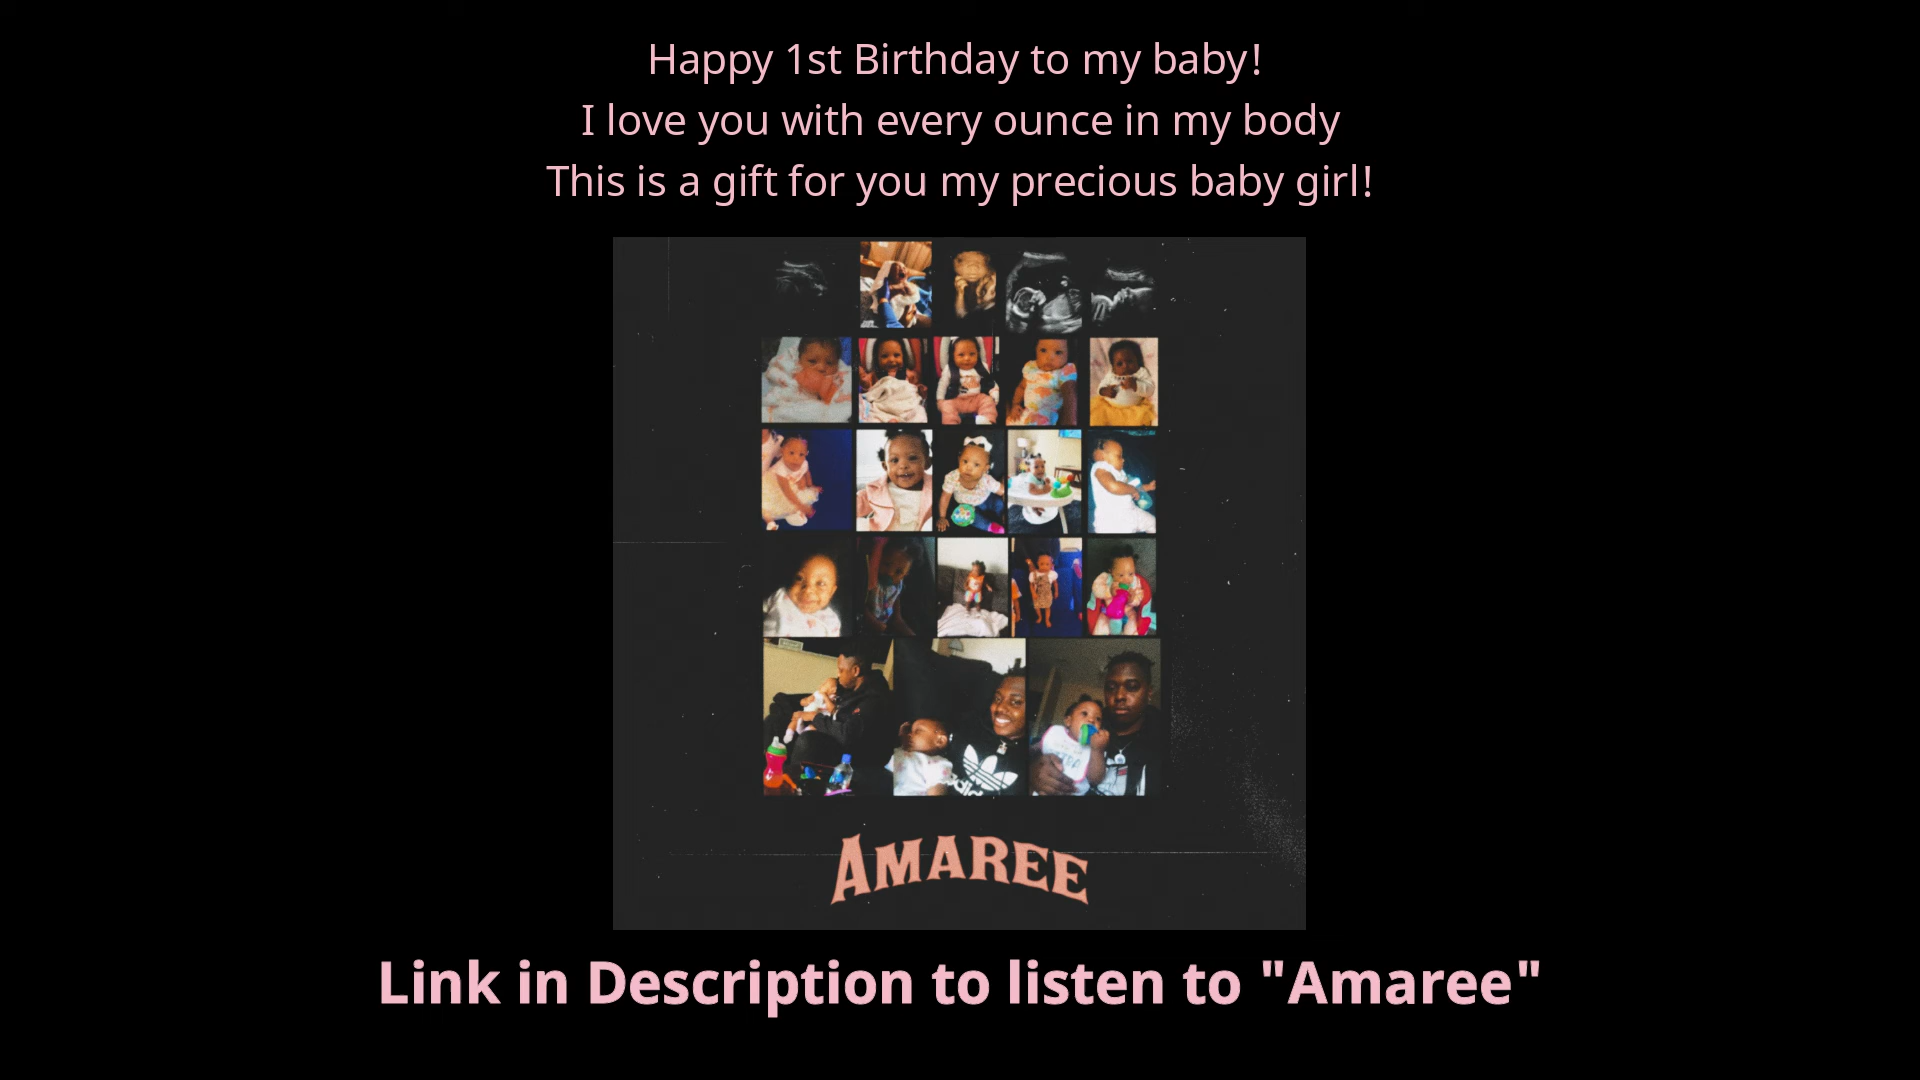 Happy 1st Birthday to my baby!
I love you with every ounce in my body
This is a gift for you my precious baby girl!
adidas
AMAREE
Link in Description to listen to "Amaree"